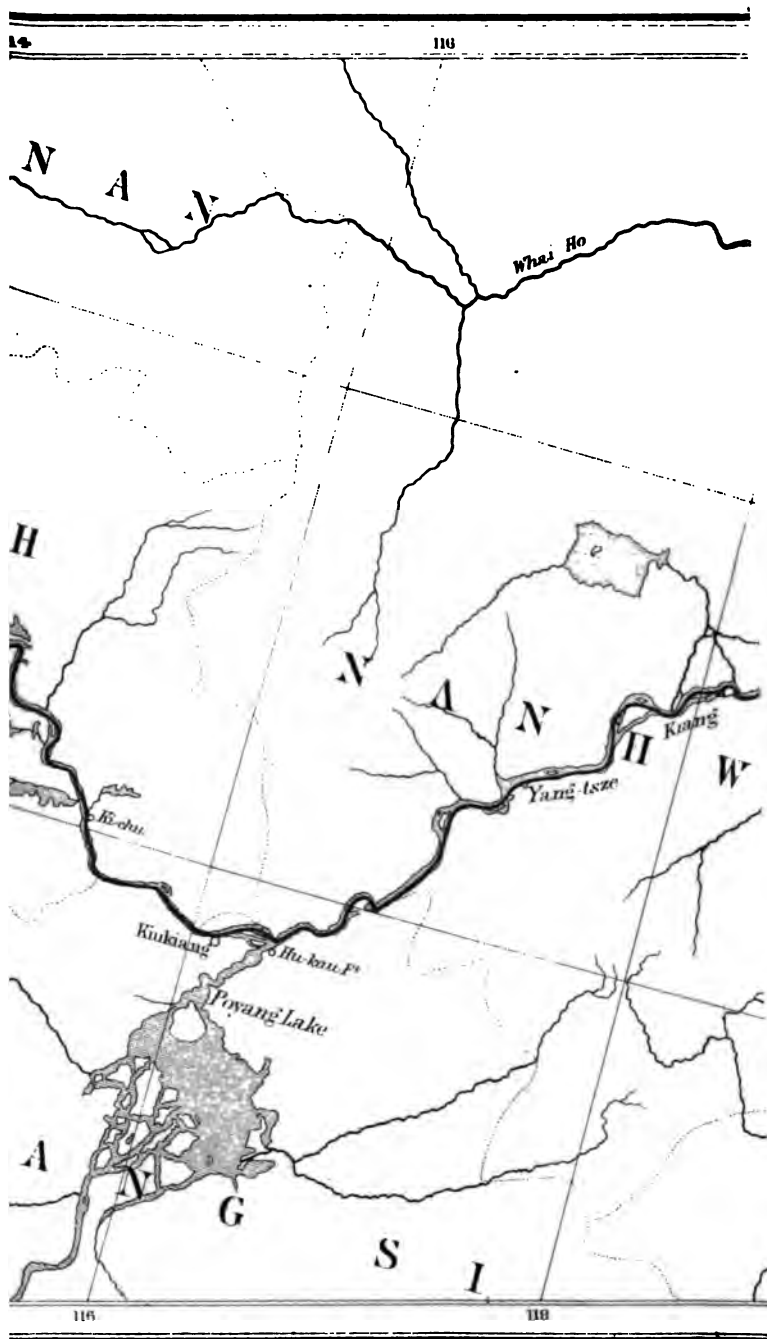 14
116
N A N
Whai Ho
H
N A N H W
Kiang
Yang-tsze
Ki-chu
Kiukiang
Hu-kau Ft
Poyang Lake
A N G S I
116
118